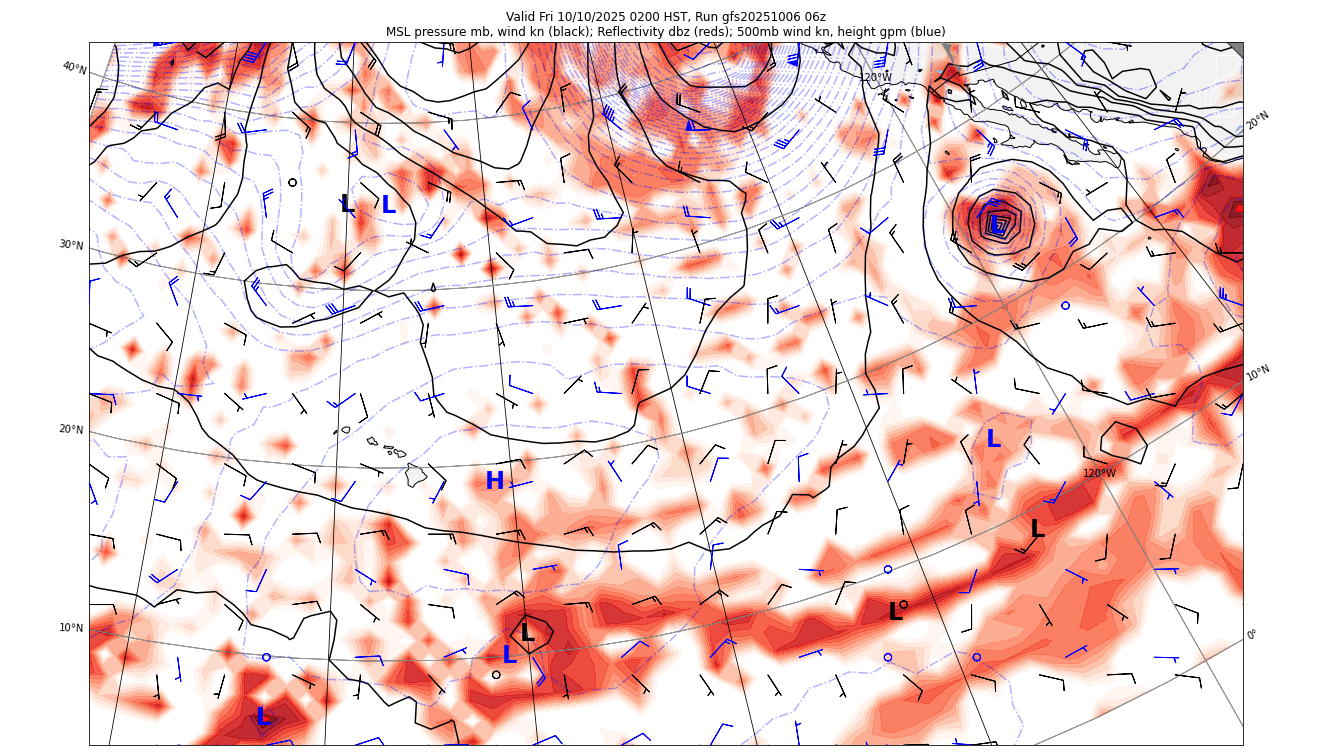 Valid Fri 10/10/2025 0200 HST, Run gfs20251006 06z
MSL pressure mb, wind kn (black); Reflectivity dbz (reds); 500mb wind kn, height gpm (blue)
40°N
120°W
20°N
L
L
L
30°N
10°N
20°N
L
H
120°W
L
10°N
L
L
L
0°
L